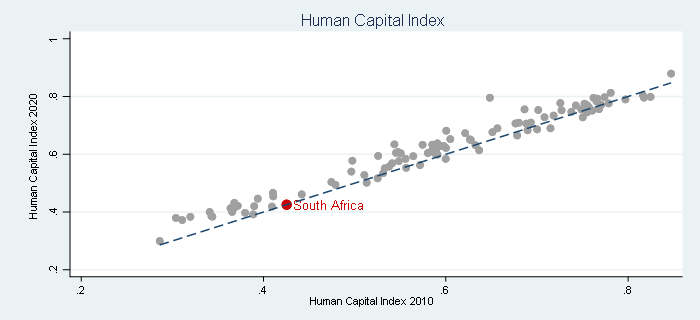 Human Capital Index
Human Capital Index 2020
1
.8
.6
.4
.2
South Africa
.2 .4 .6 .8
Human Capital Index 2010